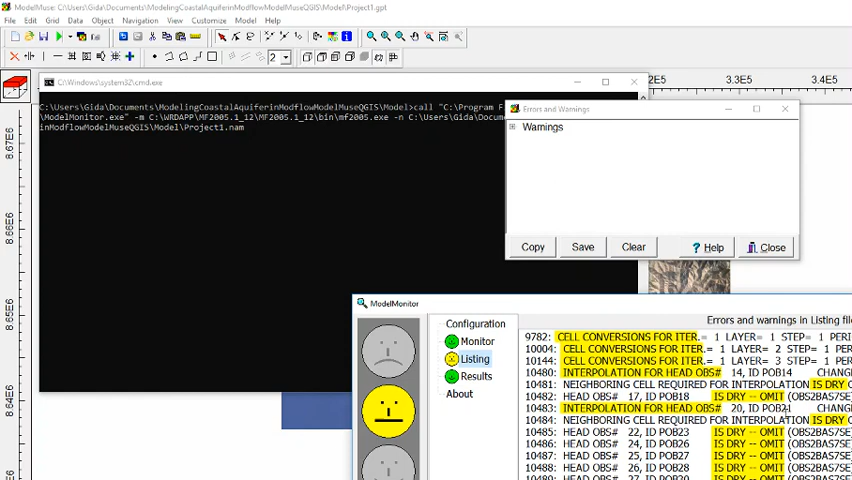 ModelMuse: C:\Users\Gida\Documents\ModelingCoastalAquiferinModflowModelMuseQGIS\Model\Project1.gpt
File Edit Grid Data Object Navigation View Customize Model Help
2
C:\Windows\system32\cmd.exe
C:\Users\Gida\Documents\ModelingCoastalAquiferinModflowModelMuseQGIS\Model>call "C:\Program F
\ModelMonitor.exe" -m C:\WRDAPP\MF2005.1_12\MF2005.1_12\bin\mf2005.exe -n C:\Users\Gida\Docume
inModflowModelMuseQGIS\Model\Project1.nam
Errors and Warnings
Warnings
Copy Save Clear Help Close
3.3E5 3.4E5
8.67E6
8.66E6
8.65E6
8.64E6
ModelMonitor
Configuration
Monitor
Listing
Results
About
Errors and warnings in Listing file
9782: CELL CONVERSIONS FOR ITER.= 1 LAYER= 1 STEP= 1 PERI
10004: CELL CONVERSIONS FOR ITER.= 1 LAYER= 2 STEP= 1 PER
10144: CELL CONVERSIONS FOR ITER.= 1 LAYER= 3 STEP= 1 PER
10480: INTERPOLATION FOR HEAD OBS# 14, ID POB14 CHANG
10481: NEIGHBORING CELL REQUIRED FOR INTERPOLATION IS DRY
10482: HEAD OBS# 17, ID POB18 IS DRY -- OMIT (OBS2BAS7SE
10483: INTERPOLATION FOR HEAD OBS# 20, ID POB21 CHANG
10484: NEIGHBORING CELL REQUIRED FOR INTERPOLATION IS DRY
10485: HEAD OBS# 22, ID POB23 IS DRY -- OMIT (OBS2BAS7SE
10486: HEAD OBS# 24, ID POB26 IS DRY -- OMIT (OBS2BAS7SE
10487: HEAD OBS# 25, ID POB27 IS DRY -- OMIT (OBS2BAS7SE
10488: HEAD OBS# 26, ID POB28 IS DRY -- OMIT (OBS2BAS7SE